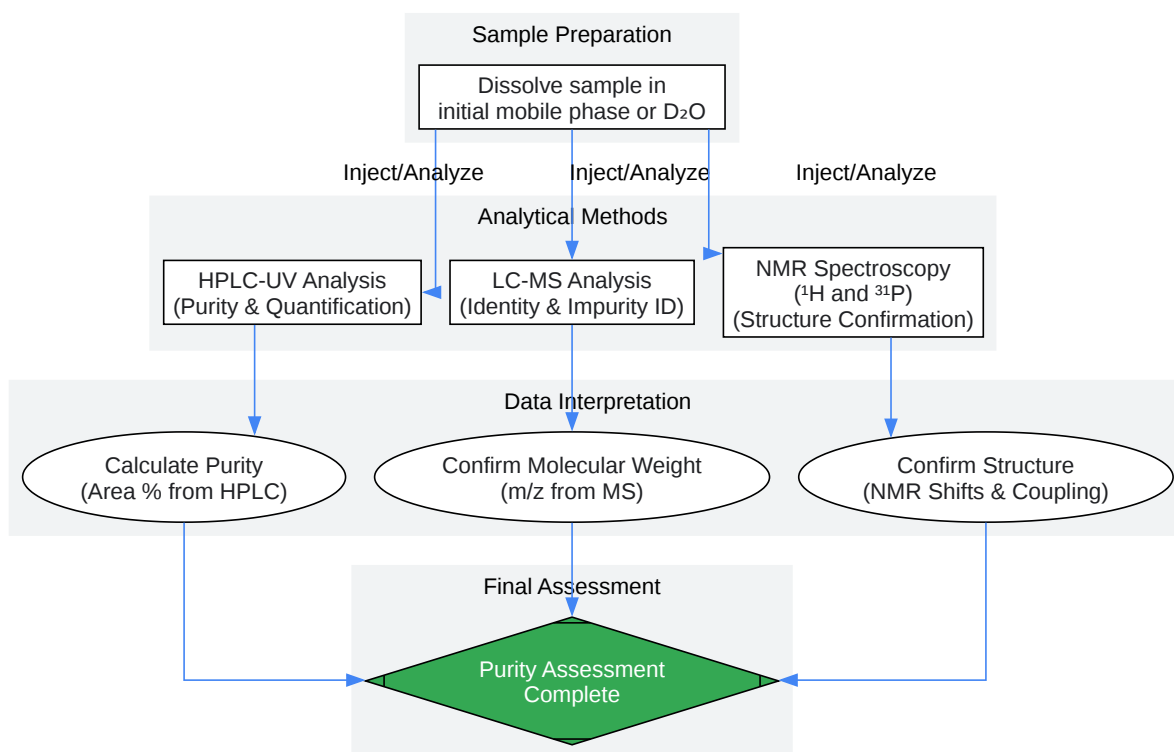 Sample Preparation
Dissolve sample in
initial mobile phase or D₂O
Inject/Analyze
Inject/Analyze
Inject/Analyze
Analytical Methods
HPLC-UV Analysis
(Purity & Quantification)
LC-MS Analysis
(Identity & Impurity ID)
NMR Spectroscopy
(¹H and ³¹P)
(Structure Confirmation)
Data Interpretation
Calculate Purity
(Area % from HPLC)
Confirm Molecular Weight
(m/z from MS)
Confirm Structure
(NMR Shifts & Coupling)
Final Assessment
Purity Assessment
Complete